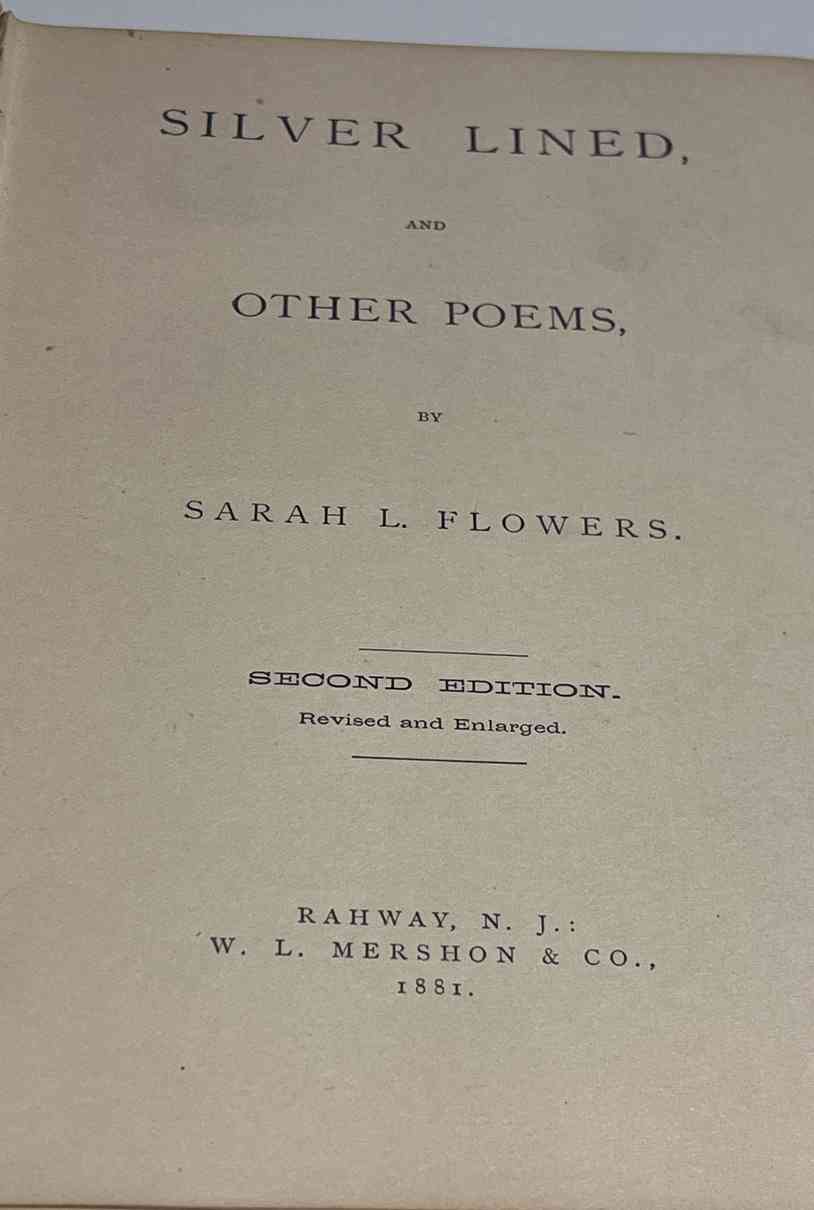 SILVER LINED,
AND
OTHER POEMS,
BY
SARAH L. FLOWERS.
SECOND EDITION.
Revised and Enlarged.
RAHWAY, N. J.:
W. L. MERSHON & CO.,
1881.